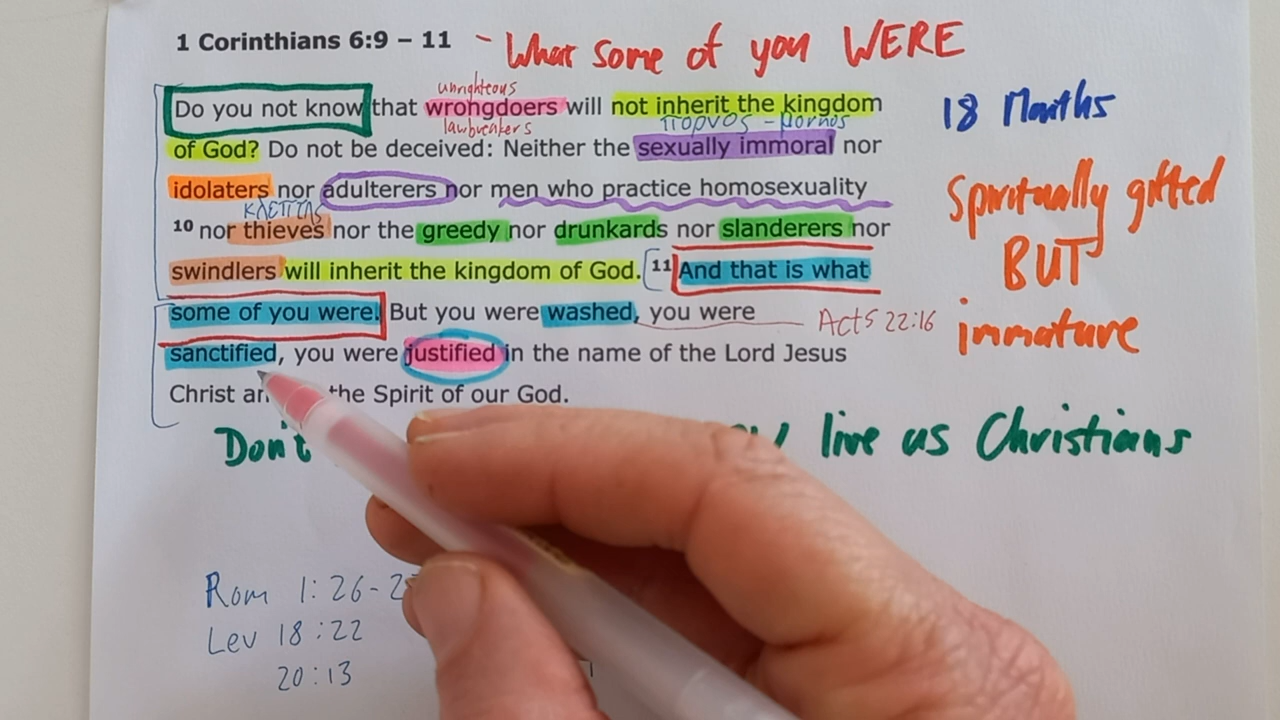 1 Corinthians 6:9 – 11 - What some of you WERE
unrighteous
Do you not know that wrongdoers will not inherit the kingdom
18 Months
lawbreakers πορνος - pornos
of God? Do not be deceived: Neither the sexually immoral nor
idolaters nor adulterers nor men who practice homosexuality
Spiritually gifted
κλεπτης
10 nor thieves nor the greedy nor drunkards nor slanderers nor
BUT
swindlers will inherit the kingdom of God. 11 And that is what
some of you were. But you were washed, you were
Acts 22:16
immature
sanctified, you were justified in the name of the Lord Jesus
Christ the Spirit of our God.
Don't live as Christians
Rom 1:26-2
Lev 18:22
20:13